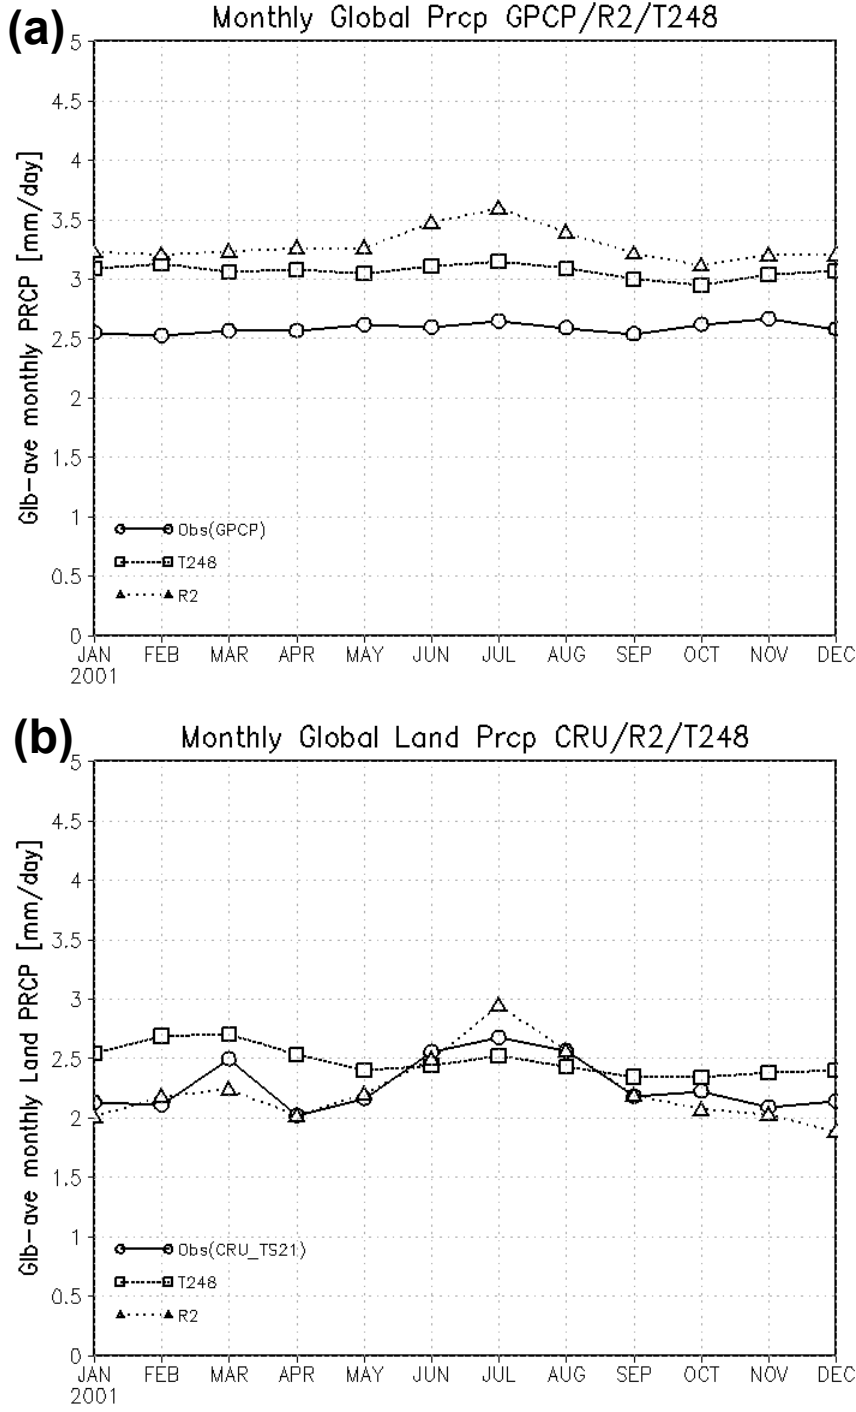 (a)
Monthly Global Prcp GPCP/R2/T248
Glb-ave monthly PRCP [mm/day]
5
4.5
4
3.5
3
2.5
2
1.5
1
0.5
0
Obs(GPCP)
T248
R2
JAN FEB MAR APR MAY JUN JUL AUG SEP OCT NOV DEC
2001
(b)
Monthly Global Land Prcp CRU/R2/T248
Glb-ave monthly Land PRCP [mm/day]
5
4.5
4
3.5
3
2.5
2
1.5
1
0.5
0
Obs(CRU_TS21)
T248
R2
JAN FEB MAR APR MAY JUN JUL AUG SEP OCT NOV DEC
2001